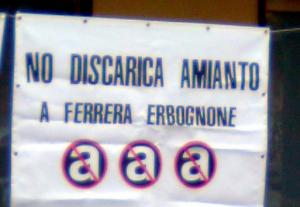 NO DISCARICA AMIANTO
A FERRERA ERBOGNONE
a a a